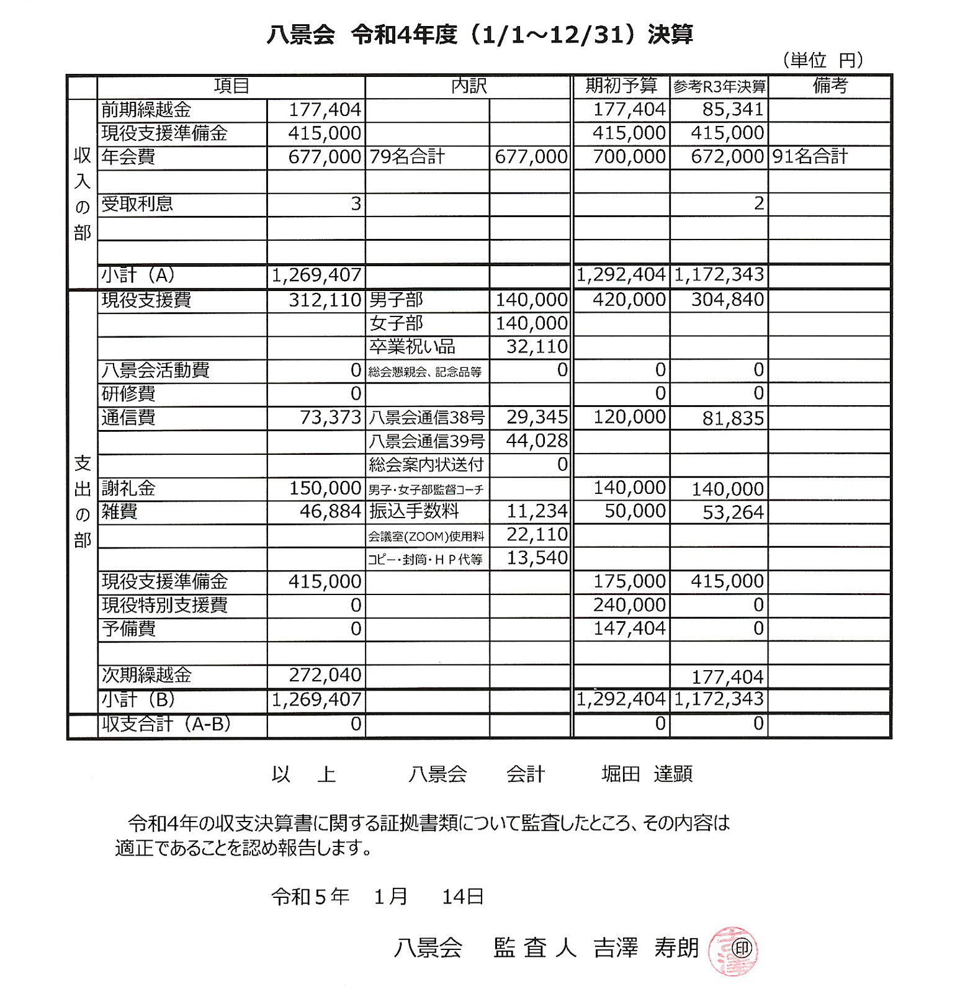 八景会 令和4年度（1/1～12/31）決算
（単位 円）
項目 内訳 期初予算 参考R3年決算 備考
収入の部
前期繰越金 177,404 177,404 85,341
現役支援準備金 415,000 415,000 415,000
年会費 677,000 79名合計 677,000 700,000 672,000 91名合計
受取利息 3 2
小計（A） 1,269,407 1,292,404 1,172,343
支出の部
現役支援費 312,110 男子部 140,000 420,000 304,840
女子部 140,000
卒業祝い品 32,110
八景会活動費 0 総会懇親会、記念品等 0 0 0
研修費 0 0 0
通信費 73,373 八景会通信38号 29,345 120,000 81,835
八景会通信39号 44,028
総会案内状送付 0
謝礼金 150,000 男子・女子部監督コーチ 140,000 140,000
雑費 46,884 振込手数料 11,234 50,000 53,264
会議室(ZOOM)使用料 22,110
コピー・封筒・ＨＰ代等 13,540
現役支援準備金 415,000 175,000 415,000
現役特別支援費 0 240,000 0
予備費 0 147,404 0
次期繰越金 272,040 177,404
小計（B） 1,269,407 1,292,404 1,172,343
収支合計（A-B） 0 0 0
以 上 八景会 会計 堀田 達顕
令和4年の収支決算書に関する証拠書類について監査したところ、その内容は
適正であることを認め報告します。
令和５年 １月 14日
八景会 監 査 人 吉澤 寿朗 ㊞
吉澤